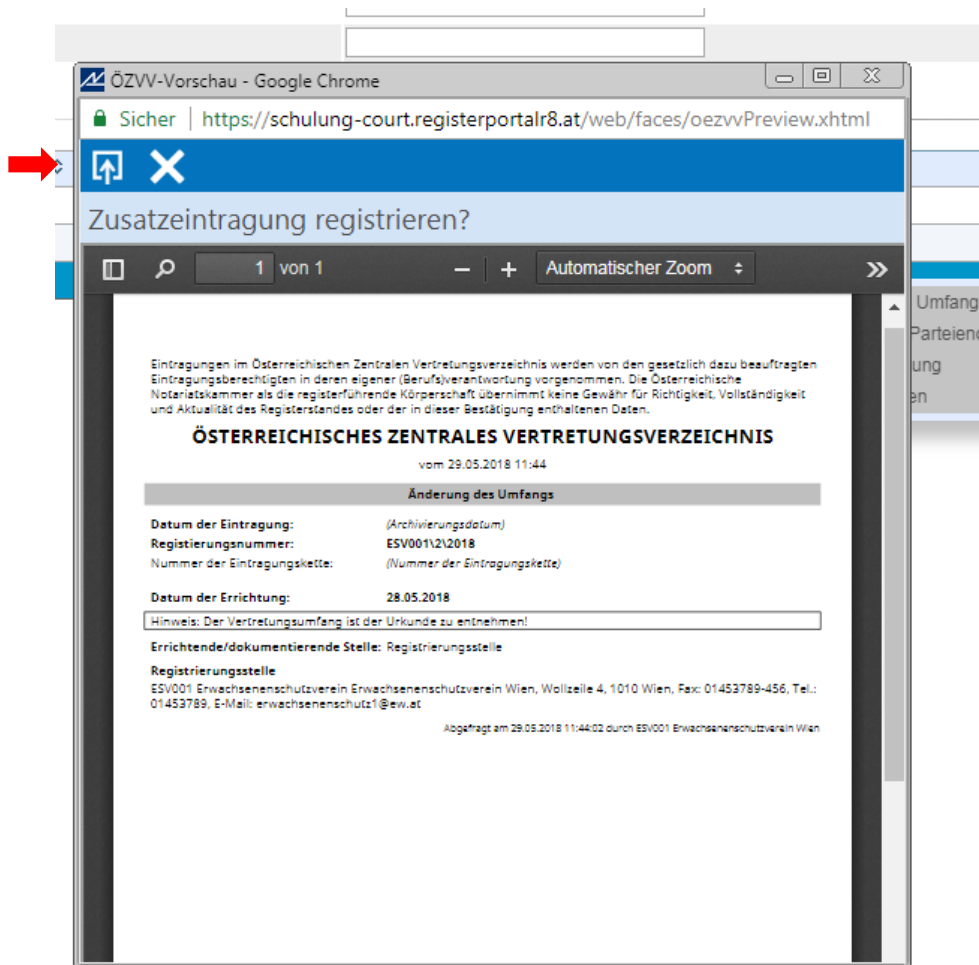 ÖZVV-Vorschau - Google Chrome
Sicher | https://schulung-court.registerportalr8.at/web/faces/oezvvPreview.xhtml
Zusatzeintragung registrieren?
1 von 1
Automatischer Zoom
Umfang
Parteien
ung
en
Eintragungen im Österreichischen Zentralen Vertretungsverzeichnis werden von den gesetzlich dazu beauftragten
Eintragungsberechtigten in deren eigener (Berufs)verantwortung vorgenommen. Die Österreichische
Notariatskammer als die registerführende Körperschaft übernimmt keine Gewähr für Richtigkeit, Vollständigkeit
und Aktualität des Registerstandes oder der in dieser Bestätigung enthaltenen Daten.
ÖSTERREICHISCHES ZENTRALES VERTRETUNGSVERZEICHNIS
vom 29.05.2018 11:44
Änderung des Umfangs
Datum der Eintragung: (Archivierungsdatum)
Registierungsnummer: ESV001\2\2018
Nummer der Eintragungskette: (Nummer der Eintragungskette)
Datum der Errichtung: 28.05.2018
Hinweis: Der Vertretungsumfang ist der Urkunde zu entnehmen!
Errichtende/dokumentierende Stelle: Registrierungsstelle
Registrierungsstelle
ESV001 Erwachsenenschutzverein Erwachsenenschutzverein Wien, Wollzeile 4, 1010 Wien, Fax: 01453789-456, Tel.:
01453789, E-Mail: erwachsenenschutz1@ew.at
Abgefragt am 29.05.2018 11:44:02 durch ESV001 Erwachsenenschutzverein Wien